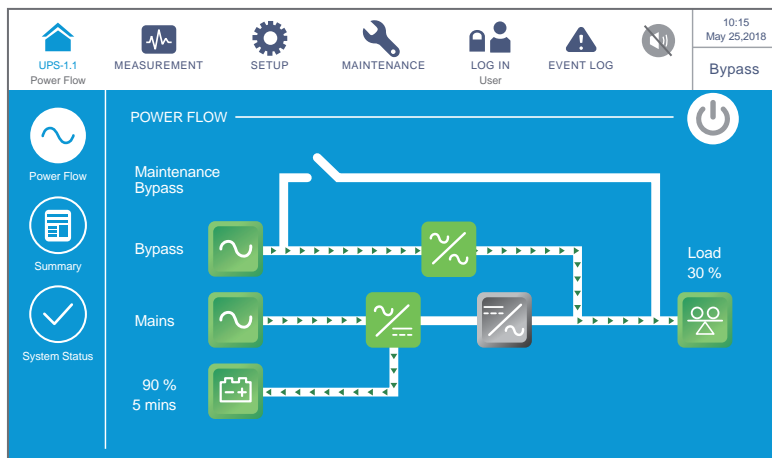 UPS-1.1
Power Flow
MEASUREMENT
SETUP
MAINTENANCE
LOG IN
User
EVENT LOG
10:15
May 25,2018
Bypass
Power Flow
Summary
System Status
POWER FLOW
Maintenance
Bypass
Bypass
Mains
90 %
5 mins
Load
30 %